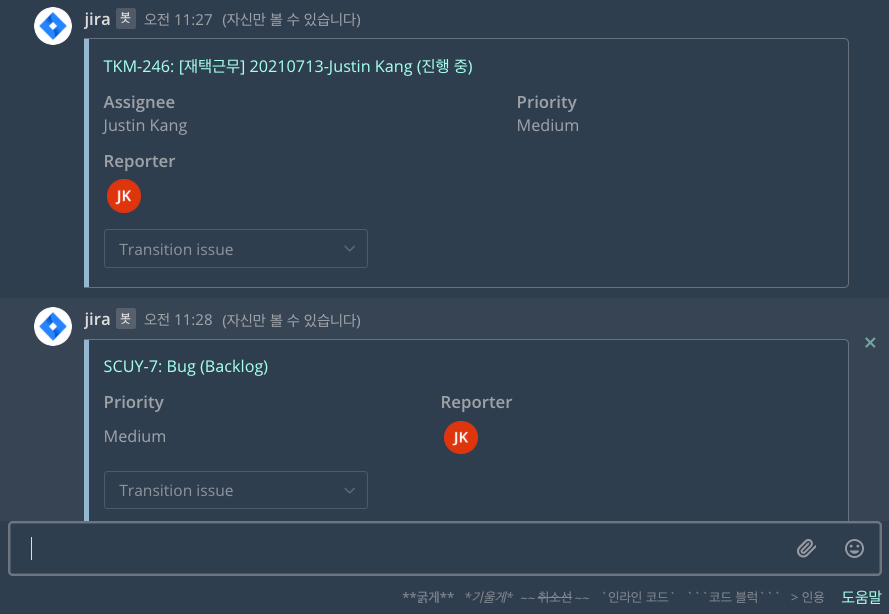 jira 봇 오전 11:27 (자신만 볼 수 있습니다)
TKM-246: [재택근무] 20210713-Justin Kang (진행 중)
Assignee Priority
Justin Kang Medium
Reporter
JK
Transition issue
jira 봇 오전 11:28 (자신만 볼 수 있습니다)
SCUY-7: Bug (Backlog)
Priority Reporter
Medium JK
Transition issue
**굵게** *기울게* ~~취소선~~ `인라인 코드` ```코드 블럭``` > 인용 도움말